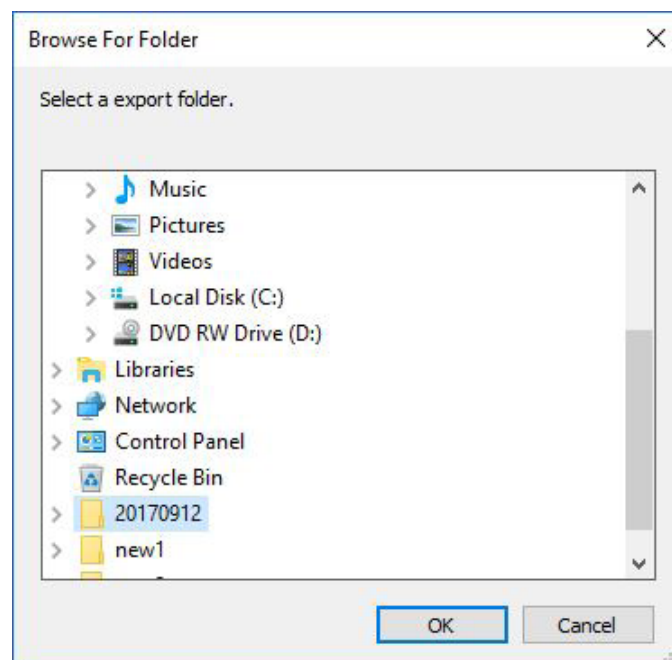 Browse For Folder
Select a export folder.
Music
Pictures
Videos
Local Disk (C:)
DVD RW Drive (D:)
Libraries
Network
Control Panel
Recycle Bin
20170912
new1
OK Cancel